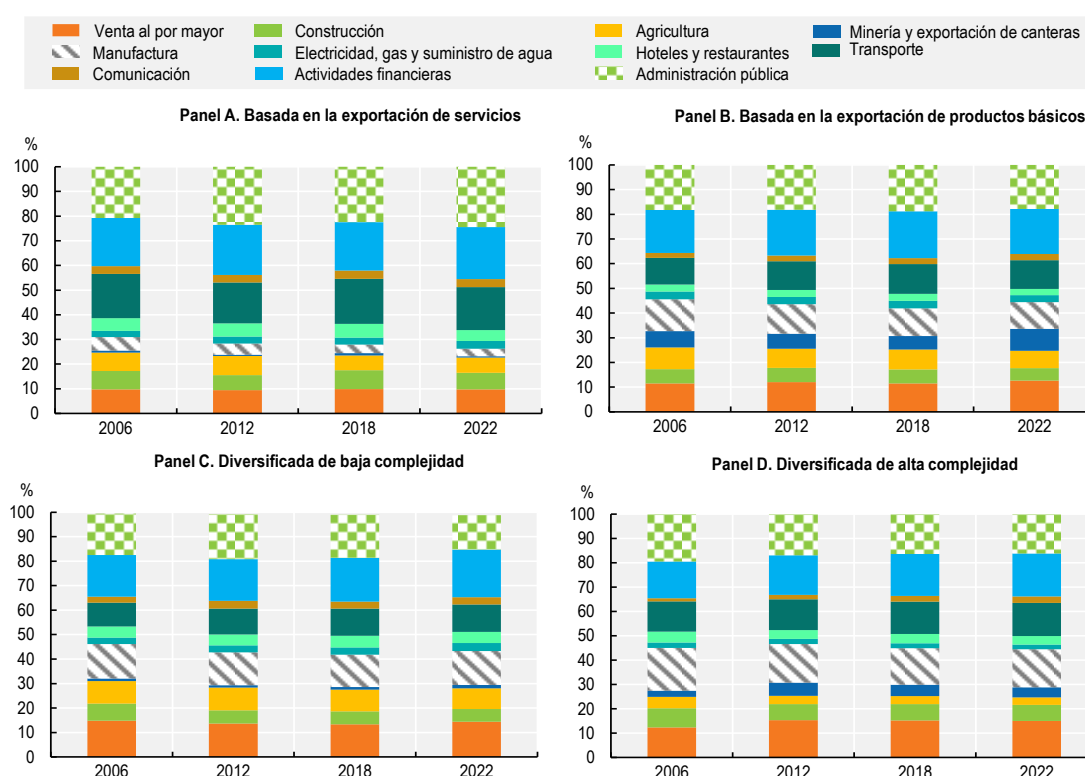 Venta al por mayor
Construcción
Agricultura
Minería y exportación de canteras
Manufactura
Electricidad, gas y suministro de agua
Hoteles y restaurantes
Transporte
Comunicación
Actividades financieras
Administración pública
Panel A. Basada en la exportación de servicios
%
100
90
80
70
60
50
40
30
20
10
0
2006 2012 2018 2022
Panel B. Basada en la exportación de productos básicos
%
100
90
80
70
60
50
40
30
20
10
0
2006 2012 2018 2022
Panel C. Diversificada de baja complejidad
%
100
90
80
70
60
50
40
30
20
10
0
2006 2012 2018 2022
Panel D. Diversificada de alta complejidad
%
100
90
80
70
60
50
40
30
20
10
0
2006 2012 2018 2022